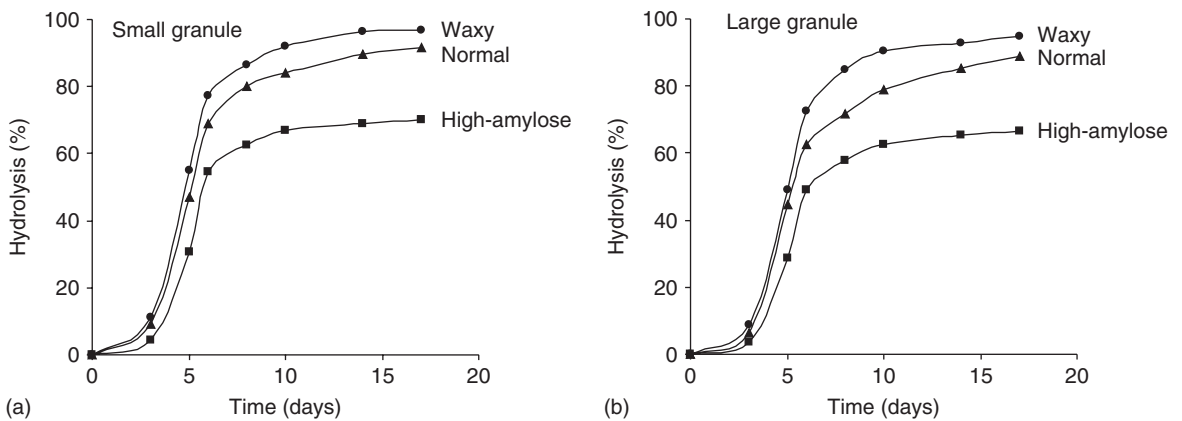 Small granule
Waxy
Normal
High-amylose
Hydrolysis (%)
100
80
60
40
20
0
0 5 10 15 20
Time (days)
(a)
Large granule
Waxy
Normal
High-amylose
Hydrolysis (%)
100
80
60
40
20
0
0 5 10 15 20
Time (days)
(b)